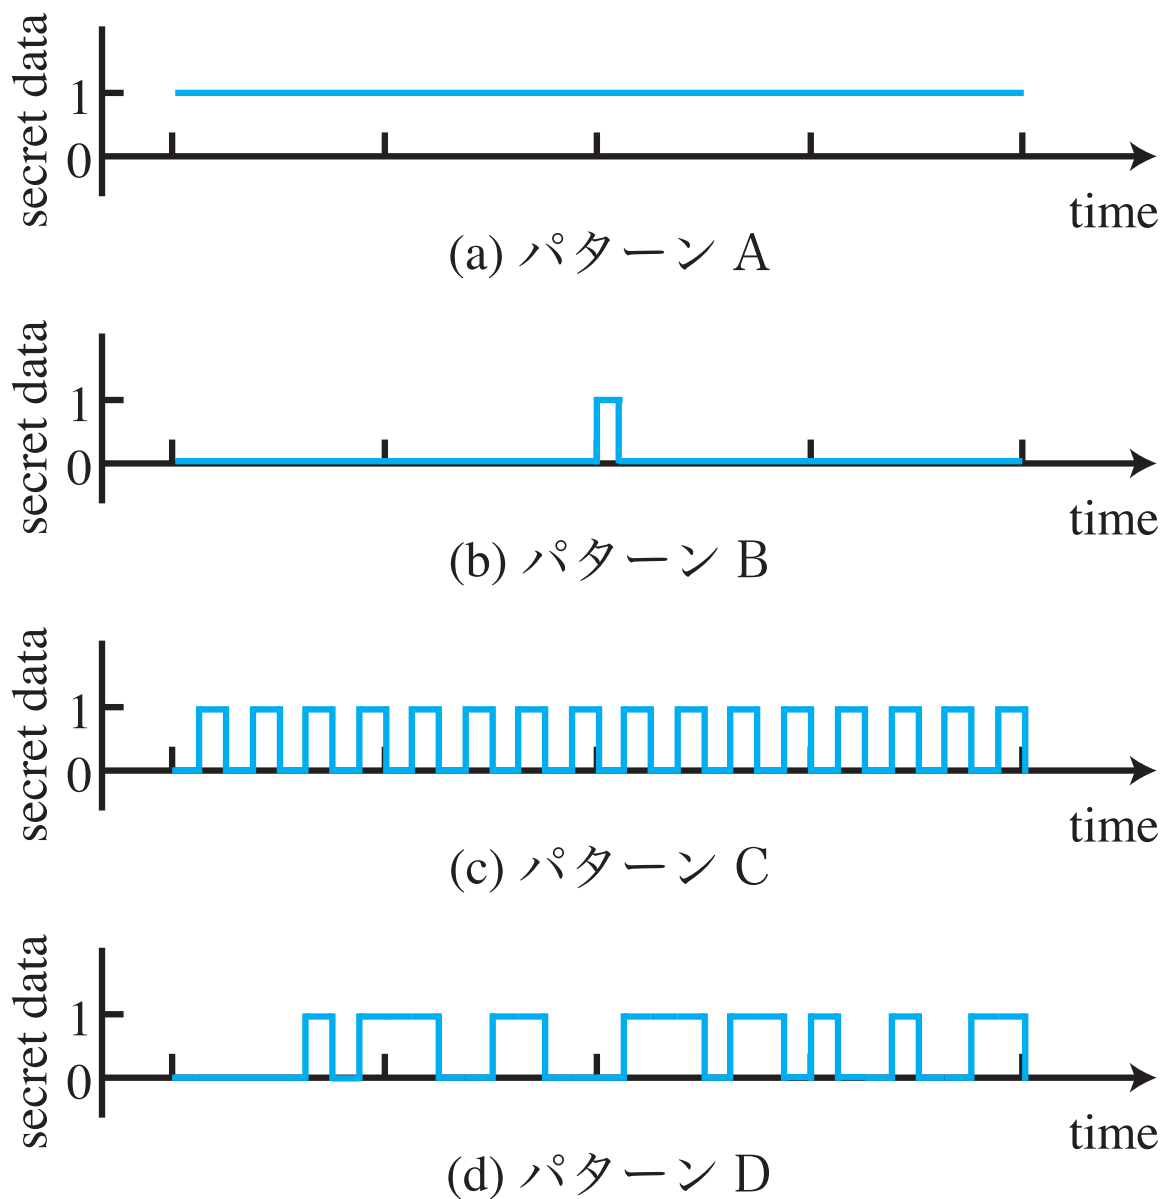 secret data
1
0
time
(a) パターン A
secret data
1
0
time
(b) パターン B
secret data
1
0
time
(c) パターン C
secret data
1
0
time
(d) パターン D